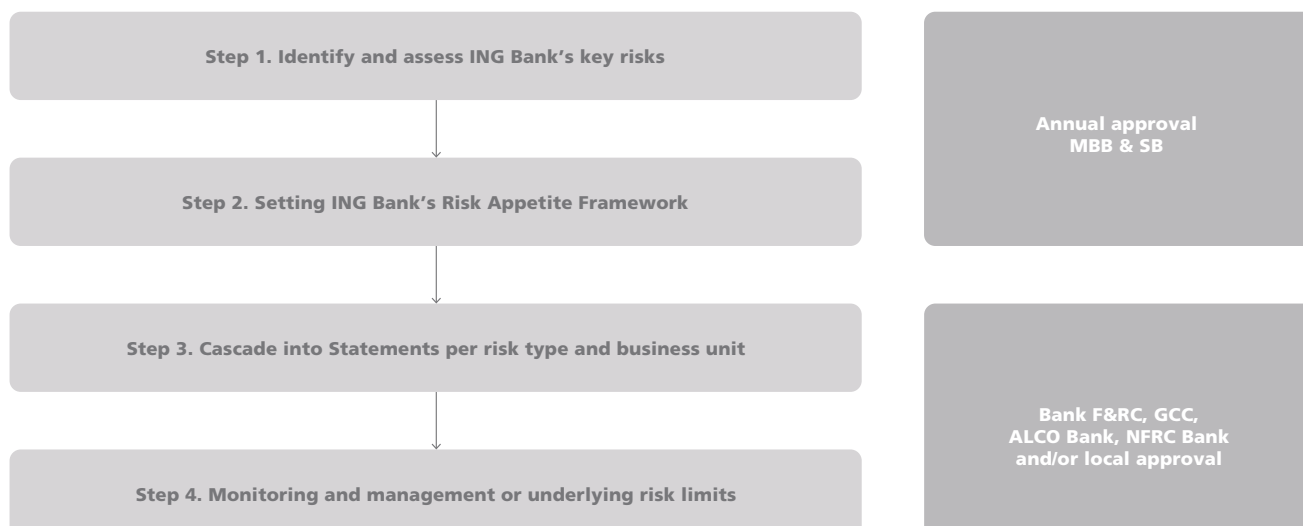 Step 1. Identify and assess ING Bank's key risks
Annual approval
MBB & SB
Step 2. Setting ING Bank's Risk Appetite Framework
Step 3. Cascade into Statements per risk type and business unit
Bank F&RC, GCC,
ALCO Bank, NFRC Bank
and/or local approval
Step 4. Monitoring and management or underlying risk limits